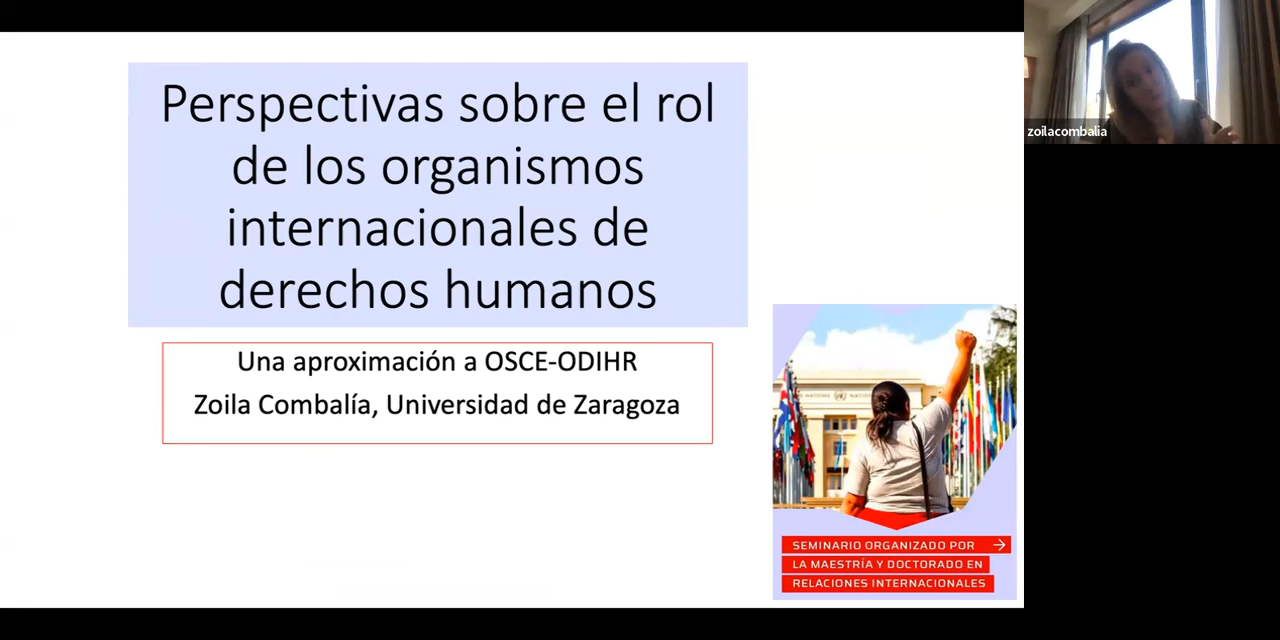 Perspectivas sobre el rol
de los organismos
internacionales de
derechos humanos
Una aproximación a OSCE-ODIHR
Zoila Combalía, Universidad de Zaragoza
SEMINARIO ORGANIZADO POR →
LA MAESTRÍA Y DOCTORADO EN
RELACIONES INTERNACIONALES
zoilacombalia